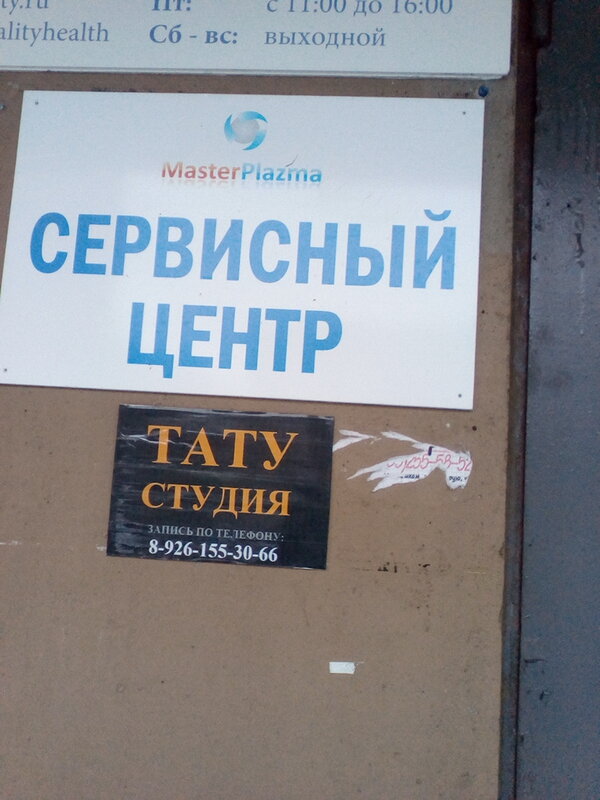 ty.ru Пт: с 11:00 до 16:00
alityhealth Сб - вс: выходной
MasterPlazma
СЕРВИСНЫЙ
ЦЕНТР
ТАТУ
СТУДИЯ
ЗАПИСЬ ПО ТЕЛЕФОНУ:
8-926-155-30-66